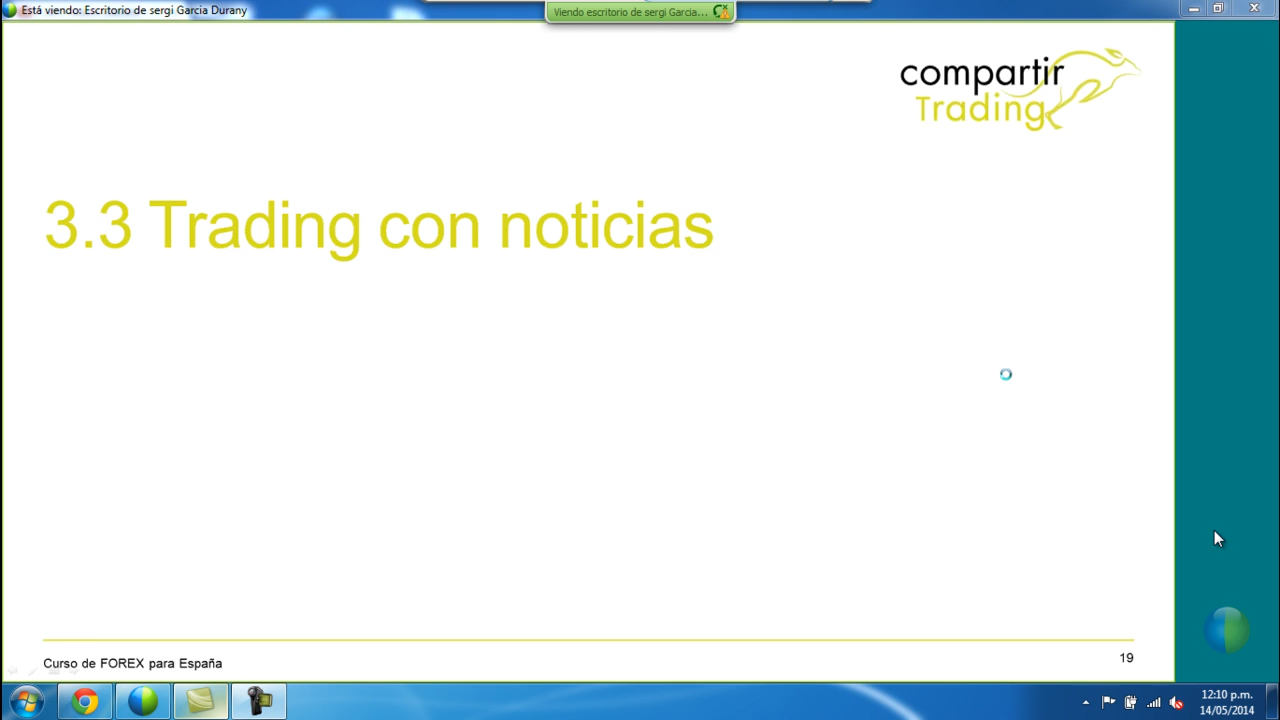 Está viendo: Escritorio de sergi Garcia Durany
Viendo escritorio de sergi Garcia...
compartir
Trading
3.3 Trading con noticias
Curso de FOREX para España
19
12:10 p.m.
14/05/2014